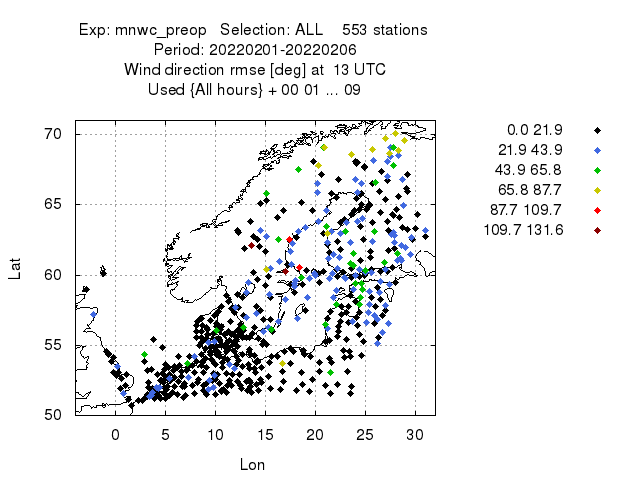 Exp: mnwc_preop   Selection: ALL    553 stations
Period: 20220201-20220206
Wind direction rmse [deg] at  13 UTC
Used {All hours} + 00 01 ... 09
0.0 21.9
21.9 43.9
43.9 65.8
65.8 87.7
87.7 109.7
109.7 131.6
70
65
60
55
50
Lat
0 5 10 15 20 25 30
Lon